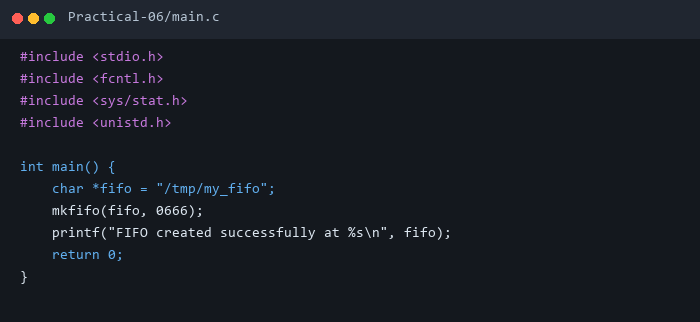 Practical-06/main.c
#include <stdio.h>
#include <fcntl.h>
#include <sys/stat.h>
#include <unistd.h>
int main() {
    char *fifo = "/tmp/my_fifo";
    mkfifo(fifo, 0666);
    printf("FIFO created successfully at %s\n", fifo);
    return 0;
}